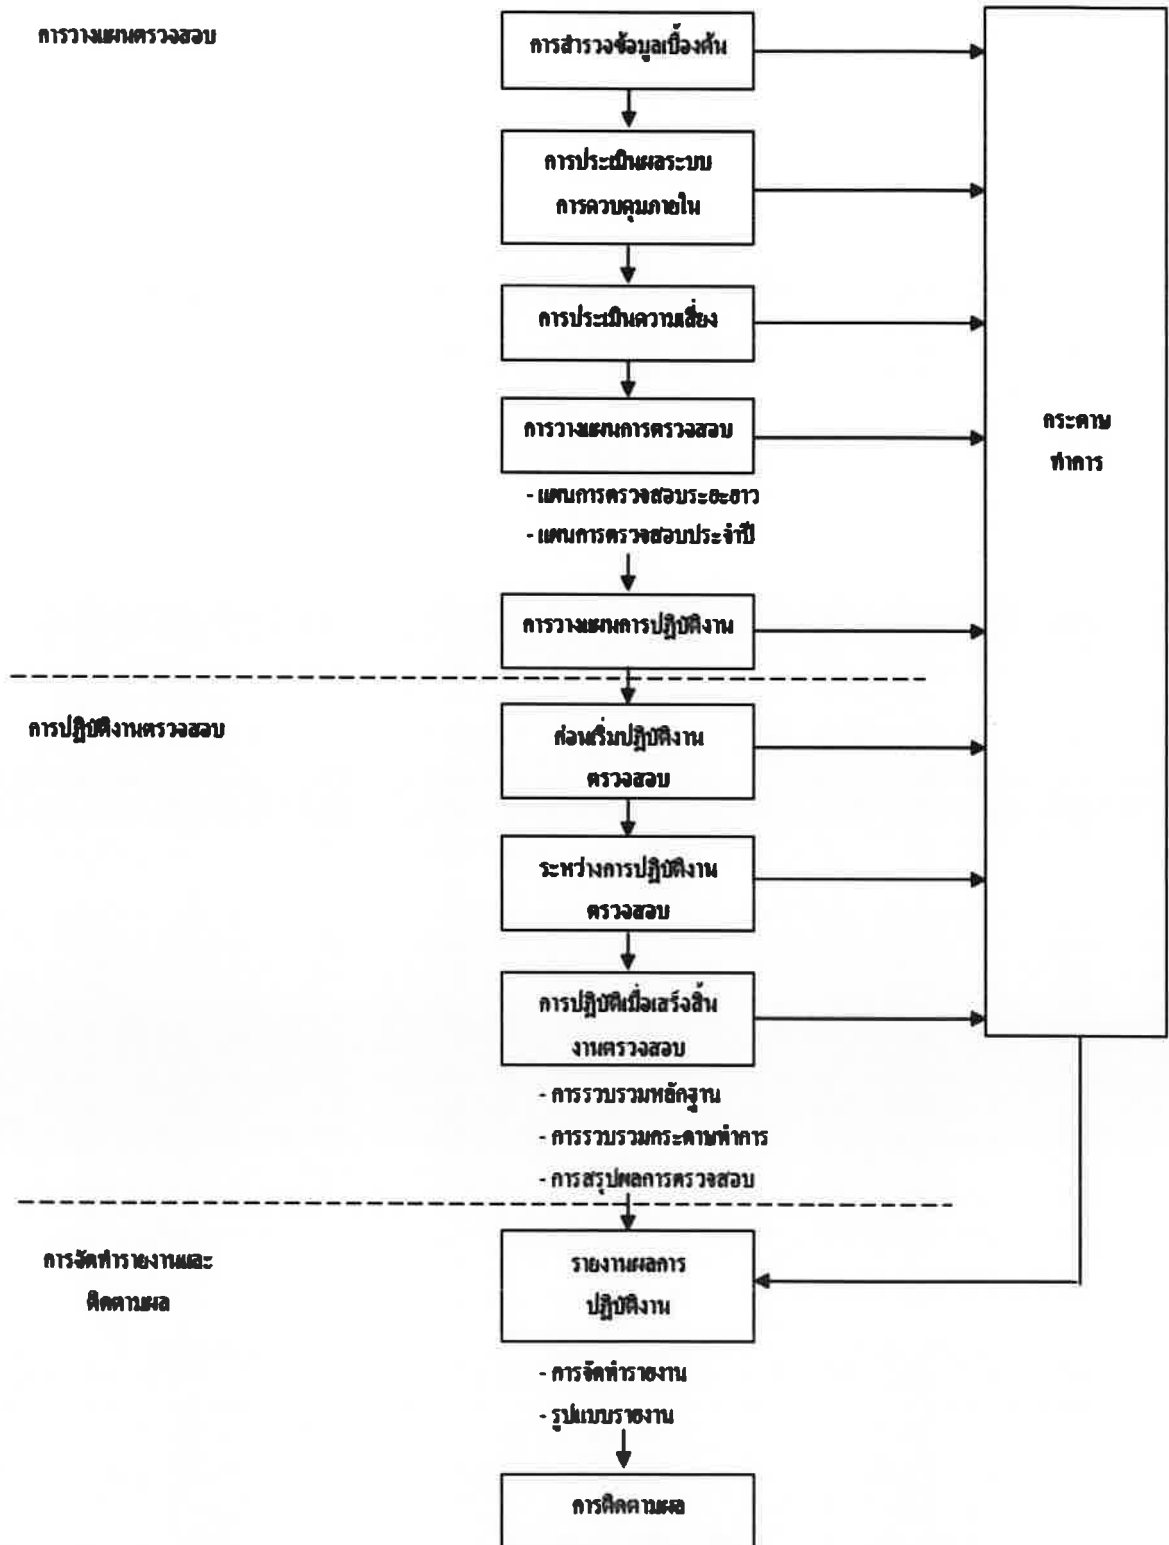 การวางแผนตรวจสอบ
การสำรวจข้อมูลเบื้องต้น
การประเมินผลระบบ
การควบคุมภายใน
การประเมินความเสี่ยง
การวางแผนการตรวจสอบ
- แผนการตรวจสอบระยะยาว
- แผนการตรวจสอบประจำปี
การวางแผนการปฏิบัติงาน
กระดาษ
ทำการ
การปฏิบัติงานตรวจสอบ
ก่อนเริ่มปฏิบัติงาน
ตรวจสอบ
ระหว่างการปฏิบัติงาน
ตรวจสอบ
การปฏิบัติเมื่อเสร็จสิ้น
งานตรวจสอบ
- การรวบรวมหลักฐาน
- การรวบรวมกระดาษทำการ
- การสรุปผลการตรวจสอบ
การจัดทำรายงานและ
ติดตามผล
รายงานผลการ
ปฏิบัติงาน
- การจัดทำรายงาน
- รูปแบบรายงาน
การติดตามผล